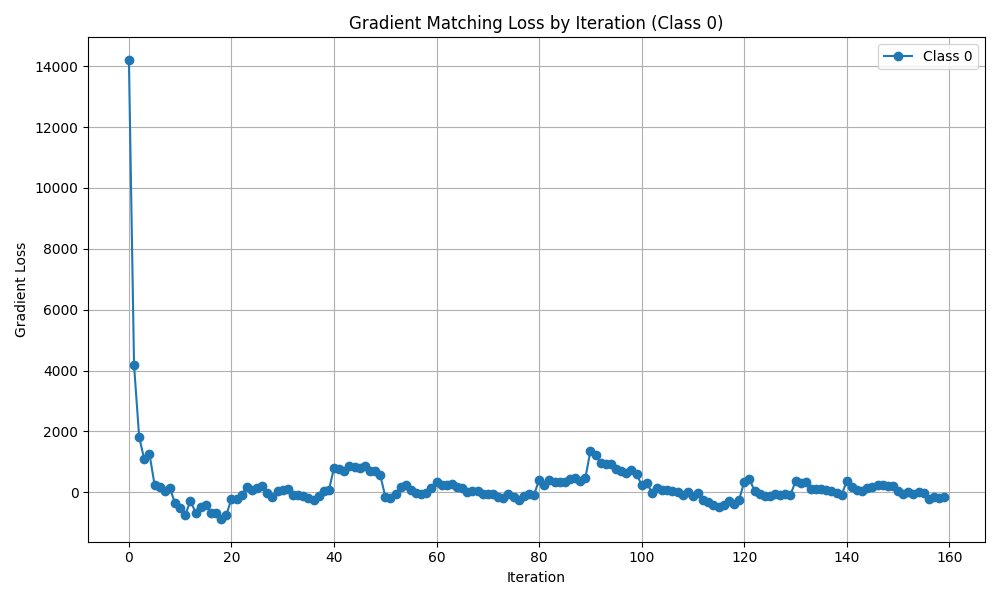 Gradient Matching Loss by Iteration (Class 0)
Class 0
14000
12000
10000
8000
6000
4000
2000
0
Gradient Loss
0 20 40 60 80 100 120 140 160
Iteration